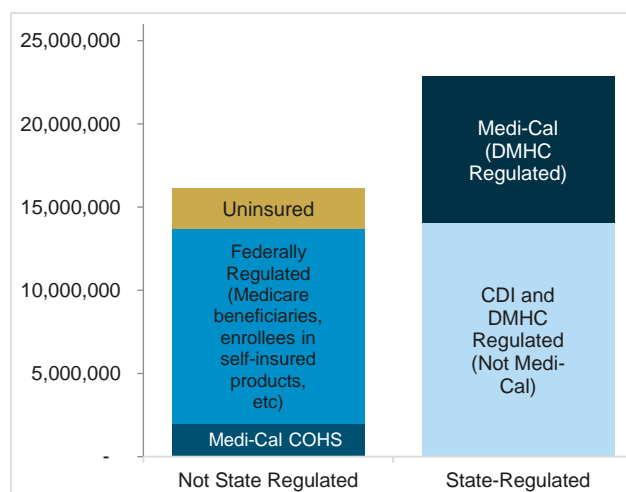 25,000,000
20,000,000
15,000,000
10,000,000
5,000,000
-
Uninsured
Federally
Regulated
(Medicare
beneficiaries,
enrollees in
self-insured
products,
etc)
Medi-Cal COHS
Medi-Cal
(DMHC
Regulated)
CDI and
DMHC
Regulated
(Not Medi-
Cal)
Not State Regulated
State-Regulated